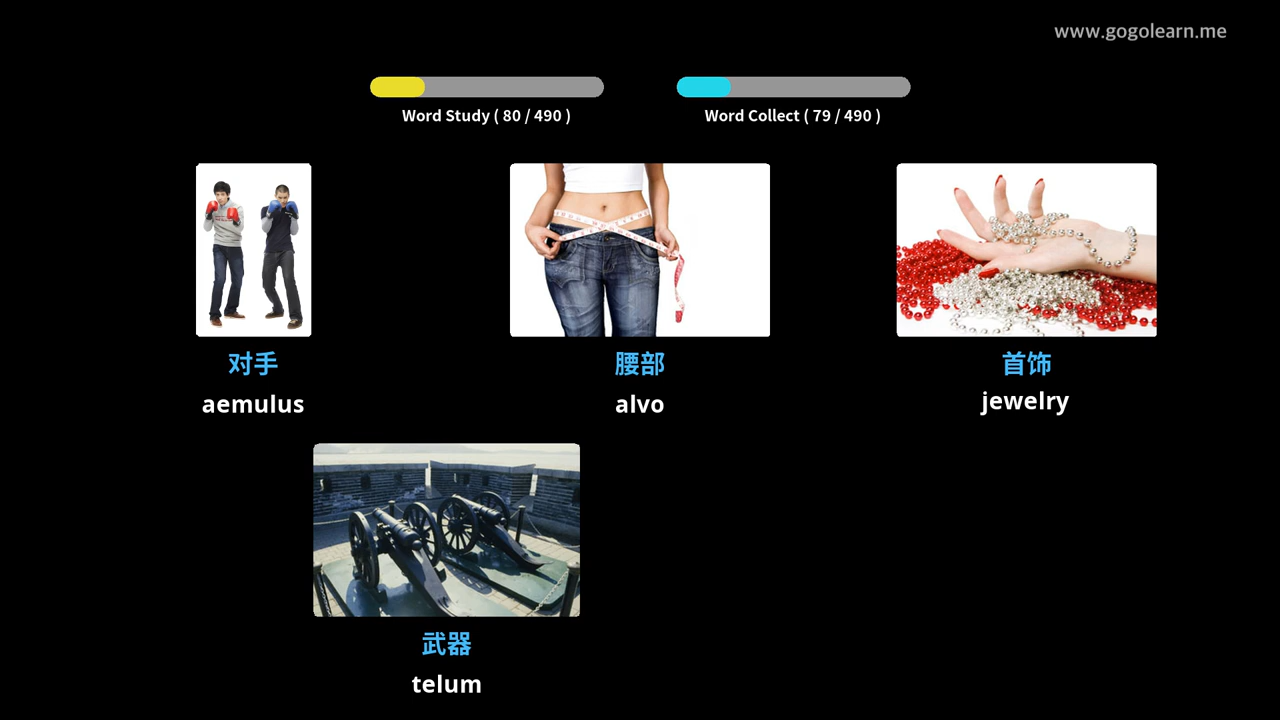 www.gogolearn.me
Word Study ( 80 / 490 )
Word Collect ( 79 / 490 )
对手
腰部
首饰
aemulus
alvo
jewelry
武器
telum